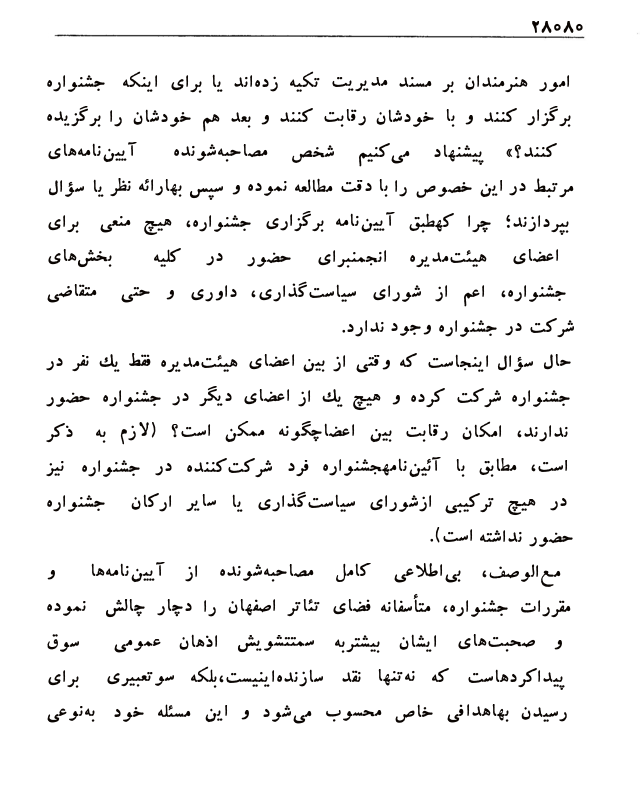 ۲۸۰۸۰
امور هنرمندان بر مسند مدیریت تکیه زده‌اند یا برای اینکه جشنواره
برگزار کنند و با خودشان رقابت کنند و بعد هم خودشان را برگزیده
کنند؟» پیشنهاد می‌کنیم شخص مصاحبه‌شونده آیین‌نامه‌های
مرتبط در این خصوص را با دقت مطالعه نموده و سپس بهارائه نظر یا سؤال
بپردازند؛ چرا کهطبق آیین‌نامه برگزاری جشنواره، هیچ منعی برای
اعضای هیئت‌مدیره انجمنبرای حضور در کلیه بخش‌های
جشنواره، اعم از شورای سیاست‌گذاری، داوری و حتی متقاضی
شرکت در جشنواره وجود ندارد.
حال سؤال اینجاست که وقتی از بین اعضای هیئت‌مدیره فقط یك نفر در
جشنواره شرکت کرده و هیچ یك از اعضای دیگر در جشنواره حضور
ندارند، امکان رقابت بین اعضاچگونه ممکن است؟ (لازم به ذکر
است، مطابق با آئین‌نامهجشنواره فرد شرکت‌کننده در جشنواره نیز
در هیچ ترکیبی ازشورای سیاست‌گذاری یا سایر ارکان جشنواره
حضور نداشته است).
مع‌الوصف، بی‌اطلاعی کامل مصاحبه‌شونده از آیین‌نامه‌ها و
مقررات جشنواره، متأسفانه فضای تئاتر اصفهان را دچار چالش نموده
و صحبت‌های ایشان بیشتربه سمتتشویش اذهان عمومی سوق
پیداکردهاست که نه‌تنها نقد سازنده‌اینیست،بلکه سوتعبیری برای
رسیدن بهاهدافی خاص محسوب می‌شود و این مسئله خود به‌نوعی